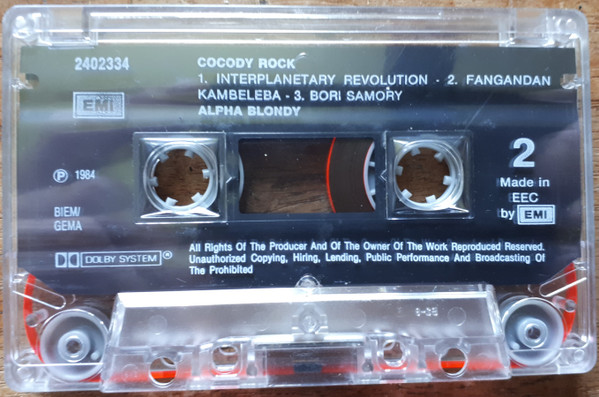 2402334
COCODY ROCK
1. INTERPLANETARY REVOLUTION - 2. FANGANDAN
KAMBELEBA - 3. BORI SAMORY
ALPHA BLONDY
EMI
℗ 1984
BIEM/
GEMA
DOLBY SYSTEM®
2
Made in
EEC
by EMI
All Rights Of The Producer And Of The Owner Of The Work Reproduced Reserved.
Unauthorized Copying, Hiring, Lending, Public Performance And Broadcasting Of
The Prohibited